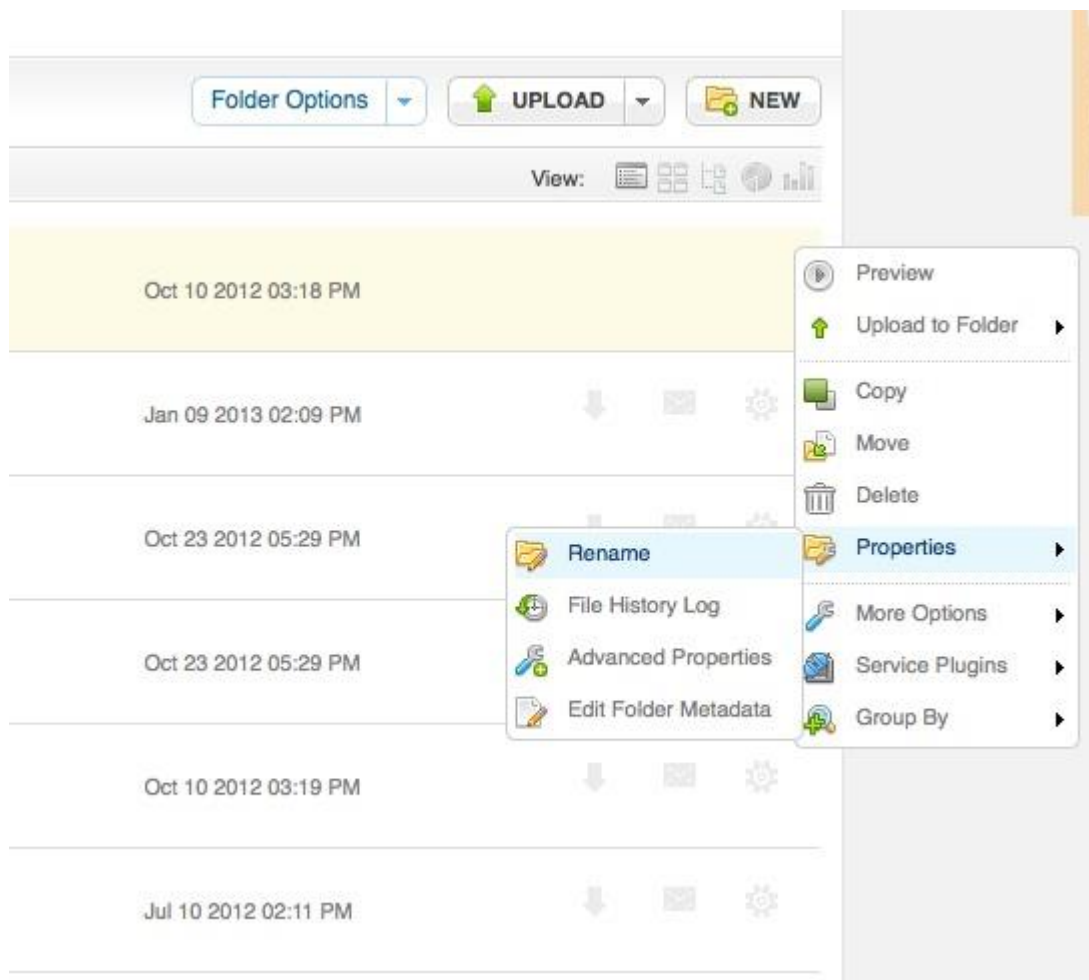 Folder Options
UPLOAD
NEW
View:
Oct 10 2012 03:18 PM
Jan 09 2013 02:09 PM
Oct 23 2012 05:29 PM
Oct 23 2012 05:29 PM
Oct 10 2012 03:19 PM
Jul 10 2012 02:11 PM
Preview
Upload to Folder
Copy
Move
Delete
Properties
More Options
Service Plugins
Group By
Rename
File History Log
Advanced Properties
Edit Folder Metadata